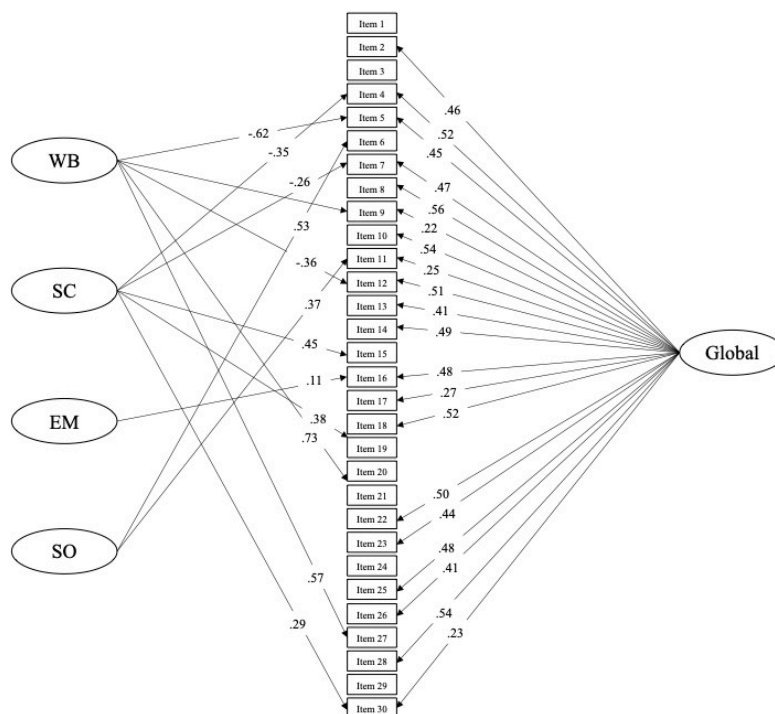 Item 1
Item 2
Item 3
Item 4
Item 5
Item 6
Item 7
Item 8
Item 9
Item 10
Item 11
Item 12
Item 13
Item 14
Item 15
Item 16
Item 17
Item 18
Item 19
Item 20
Item 21
Item 22
Item 23
Item 24
Item 25
Item 26
Item 27
Item 28
Item 29
Item 30
WB
SC
EM
SO
-.62
-.35
-.26
.53
-.36
.37
.45
.11
.38
.73
.57
.29
.46
.52
.45
.47
.56
.22
.54
.25
.51
.41
.49
.48
.27
.52
.50
.44
.48
.41
.54
.23
Global